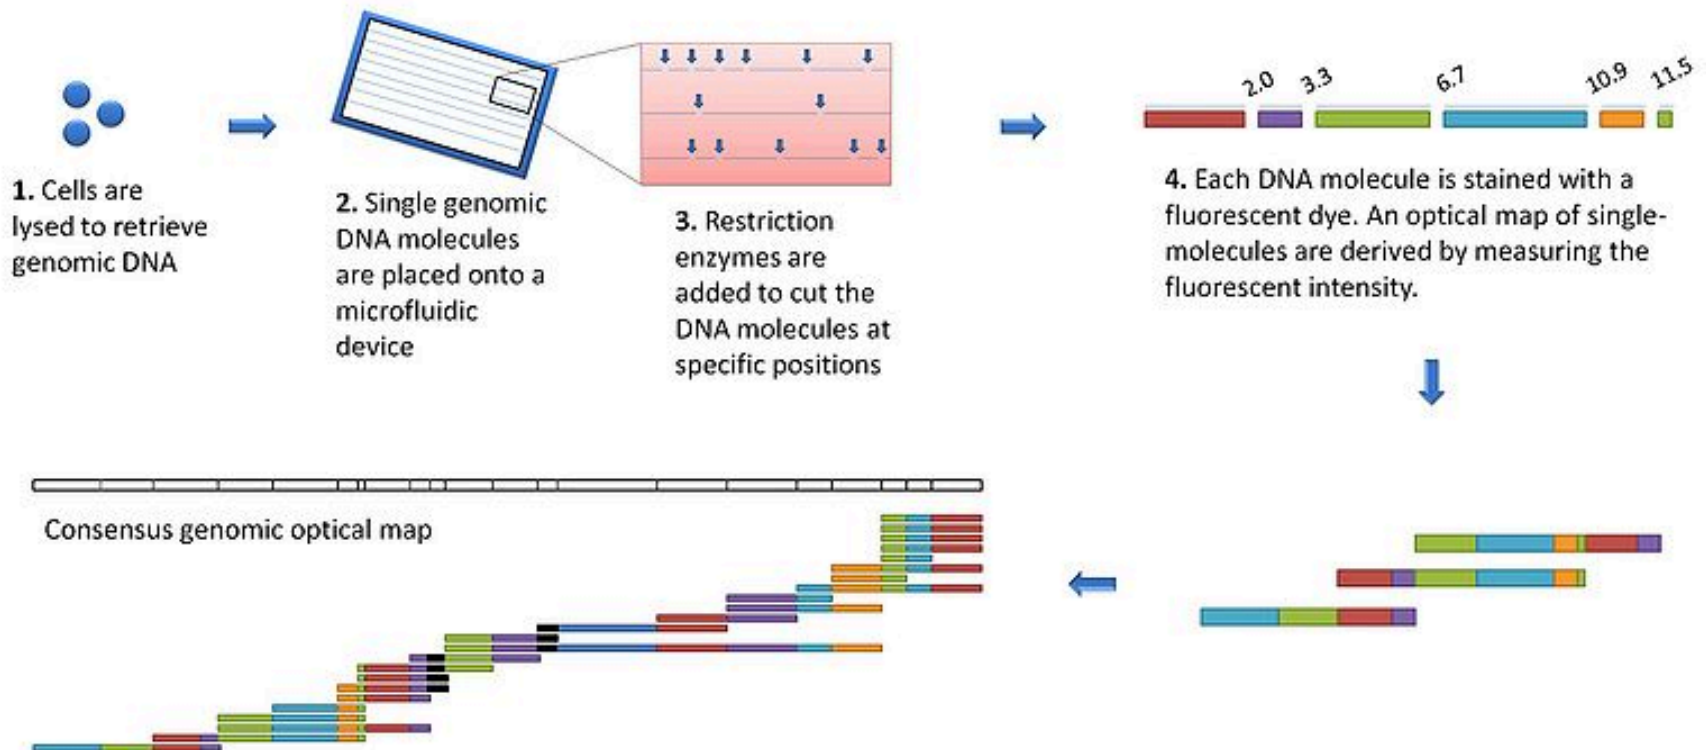 1. Cells are
lysed to retrieve
genomic DNA
2. Single genomic
DNA molecules
are placed onto a
microfluidic
device
3. Restriction
enzymes are
added to cut the
DNA molecules at
specific positions
2.0 3.3 6.7 10.9 11.5
4. Each DNA molecule is stained with a
fluorescent dye. An optical map of single-
molecules are derived by measuring the
fluorescent intensity.
Consensus genomic optical map